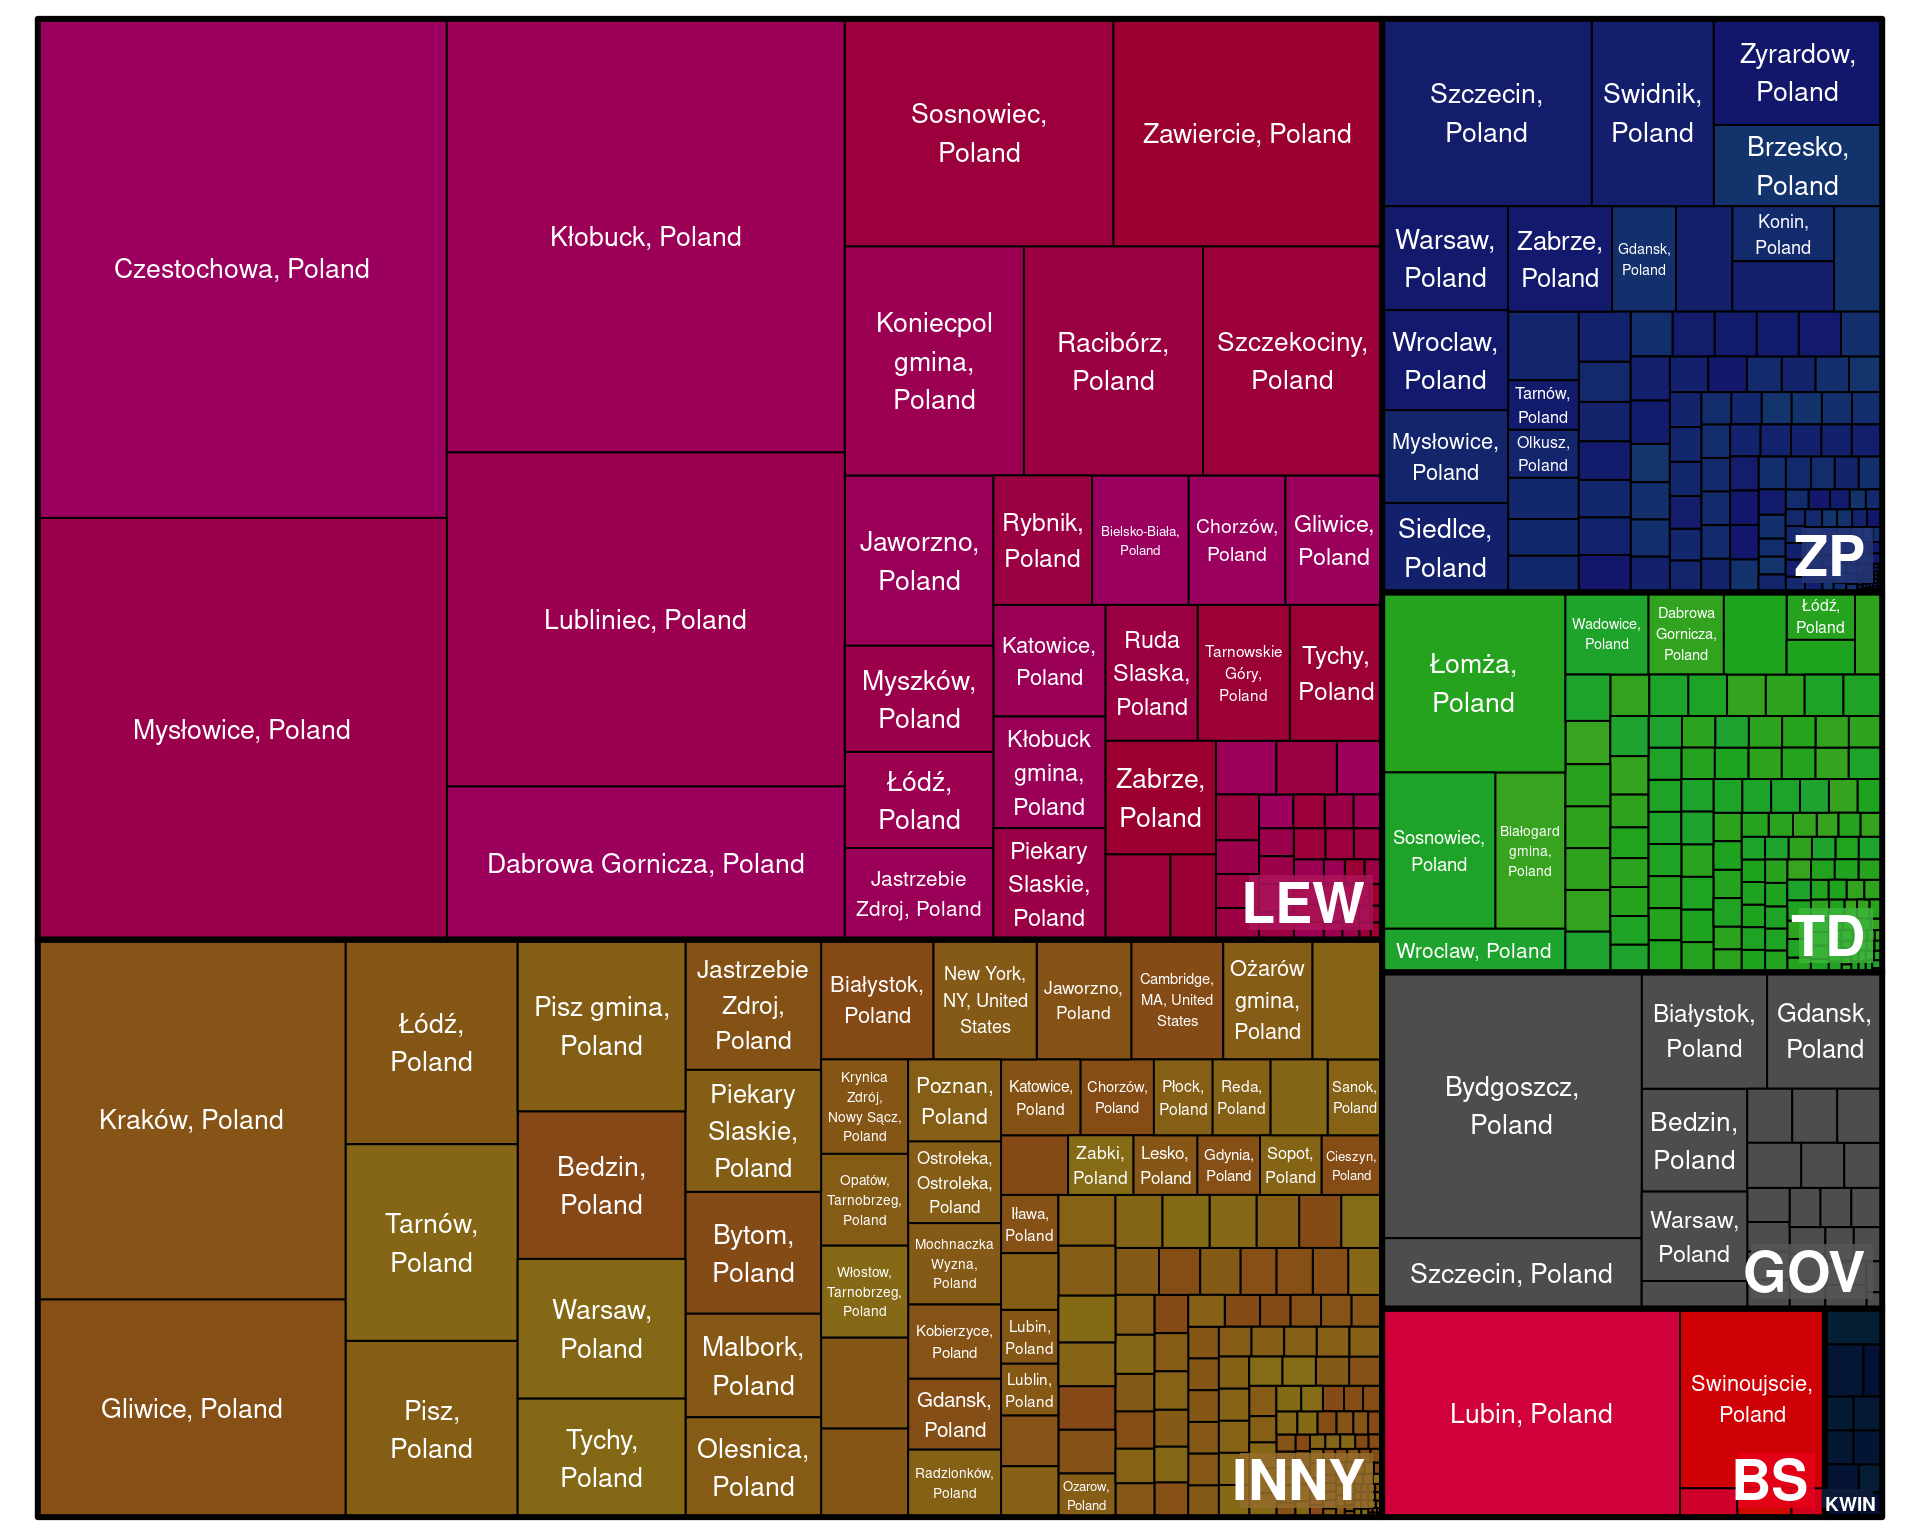 Czestochowa, Poland
Mysłowice, Poland
Kłobuck, Poland
Lubliniec, Poland
Dabrowa Gornicza, Poland
Sosnowiec,
Poland
Zawiercie, Poland
Koniecpol
gmina,
Poland
Racibórz,
Poland
Szczekociny,
Poland
Jaworzno,
Poland
Myszków,
Poland
Łódź,
Poland
Jastrzebie
Zdroj, Poland
Rybnik,
Poland
Bielsko-Biała,
Poland
Chorzów,
Poland
Gliwice,
Poland
Katowice,
Poland
Kłobuck
gmina,
Poland
Piekary
Slaskie,
Poland
Ruda
Slaska,
Poland
Tarnowskie
Góry,
Poland
Tychy,
Poland
Zabrze,
Poland
LEW
Szczecin,
Poland
Swidnik,
Poland
Zyrardow,
Poland
Brzesko,
Poland
Warsaw,
Poland
Zabrze,
Poland
Gdansk,
Poland
Konin,
Poland
Wroclaw,
Poland
Tarnów,
Poland
Olkusz,
Poland
Mysłowice,
Poland
Siedlce,
Poland
ZP
Łomża,
Poland
Wadowice,
Poland
Dabrowa
Gornicza,
Poland
Łódź,
Poland
Sosnowiec,
Poland
Białogard
gmina,
Poland
Wroclaw, Poland
TD
Bydgoszcz,
Poland
Szczecin, Poland
Białystok,
Poland
Gdansk,
Poland
Bedzin,
Poland
Warsaw,
Poland
GOV
Lubin, Poland
Swinoujscie,
Poland
BS
KWIN
Kraków, Poland
Gliwice, Poland
Łódź,
Poland
Tarnów,
Poland
Pisz,
Poland
Pisz gmina,
Poland
Bedzin,
Poland
Warsaw,
Poland
Tychy,
Poland
Jastrzebie
Zdroj,
Poland
Piekary
Slaskie,
Poland
Bytom,
Poland
Malbork,
Poland
Olesnica,
Poland
Białystok,
Poland
New York,
NY, United
States
Jaworzno,
Poland
Cambridge,
MA, United
States
Ożarów
gmina,
Poland
Krynica
Zdrój,
Nowy Sącz,
Poland
Opatów,
Tarnobrzeg,
Poland
Włostow,
Tarnobrzeg,
Poland
Poznan,
Poland
Ostrołeka,
Ostroleka,
Poland
Mochnaczka
Wyzna,
Poland
Kobierzyce,
Poland
Gdansk,
Poland
Radzionków,
Poland
Katowice,
Poland
Chorzów,
Poland
Płock,
Poland
Reda,
Poland
Sanok,
Poland
Zabki,
Poland
Lesko,
Poland
Gdynia,
Poland
Sopot,
Poland
Cieszyn,
Poland
Iława,
Poland
Lubin,
Poland
Lublin,
Poland
Ozarow,
Poland
INNY